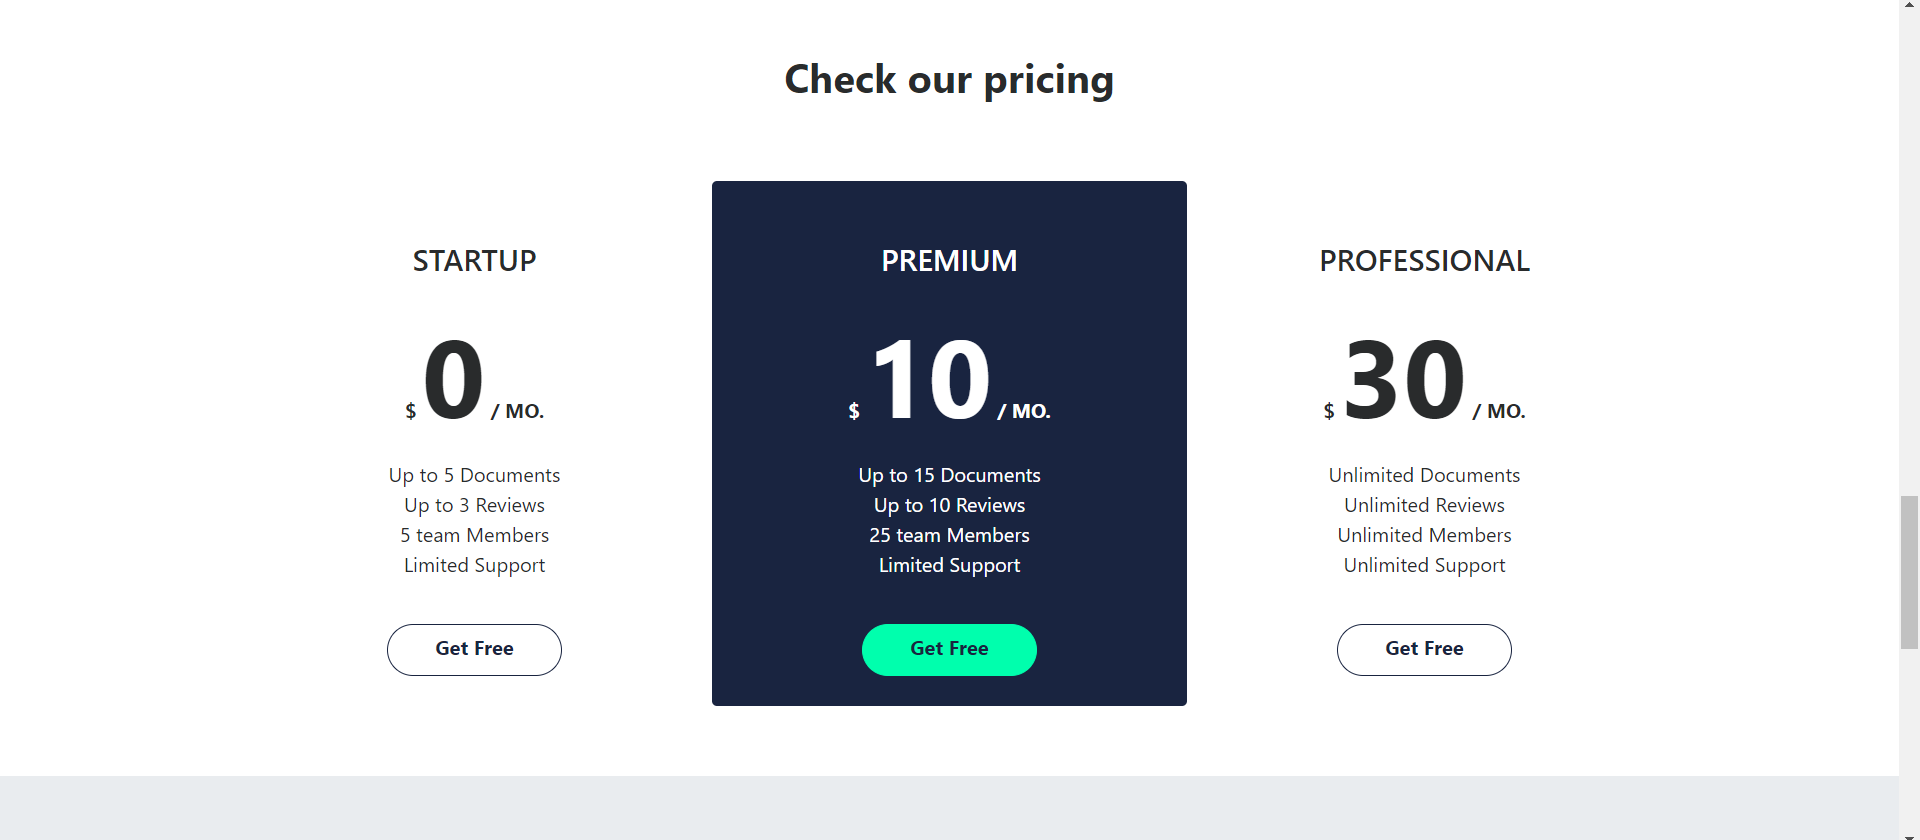 Check our pricing
STARTUP
$ 0 / MO.
Up to 5 Documents
Up to 3 Reviews
5 team Members
Limited Support
Get Free
PREMIUM
$ 10 / MO.
Up to 15 Documents
Up to 10 Reviews
25 team Members
Limited Support
Get Free
PROFESSIONAL
$ 30 / MO.
Unlimited Documents
Unlimited Reviews
Unlimited Members
Unlimited Support
Get Free